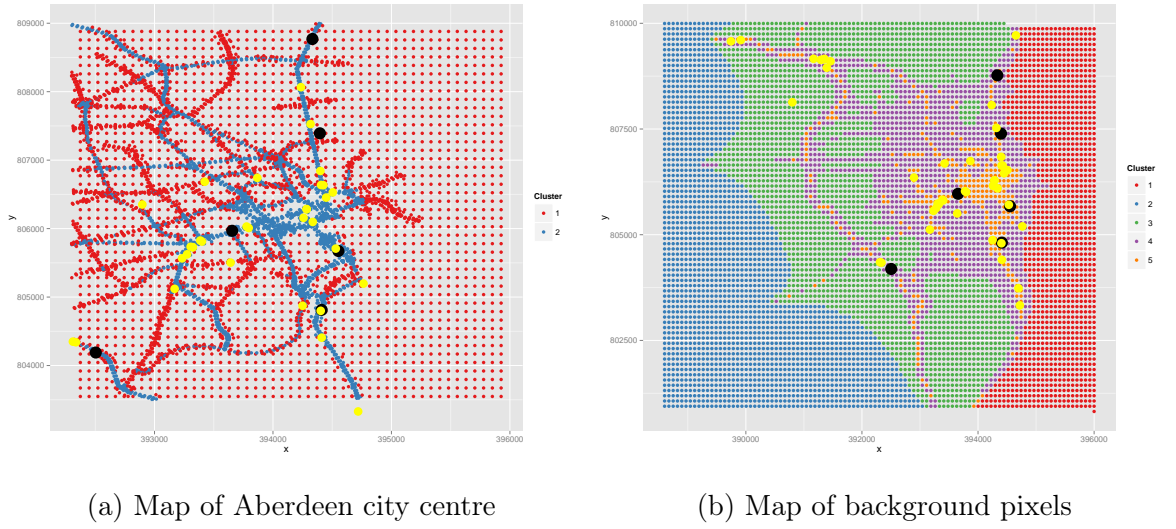 809000
808000
807000
806000
805000
804000
y
393000 394000 395000 396000
x
Cluster
1
2
810000
807500
805000
802500
y
390000 392000 394000 396000
x
Cluster
1
2
3
4
5
(a) Map of Aberdeen city centre
(b) Map of background pixels